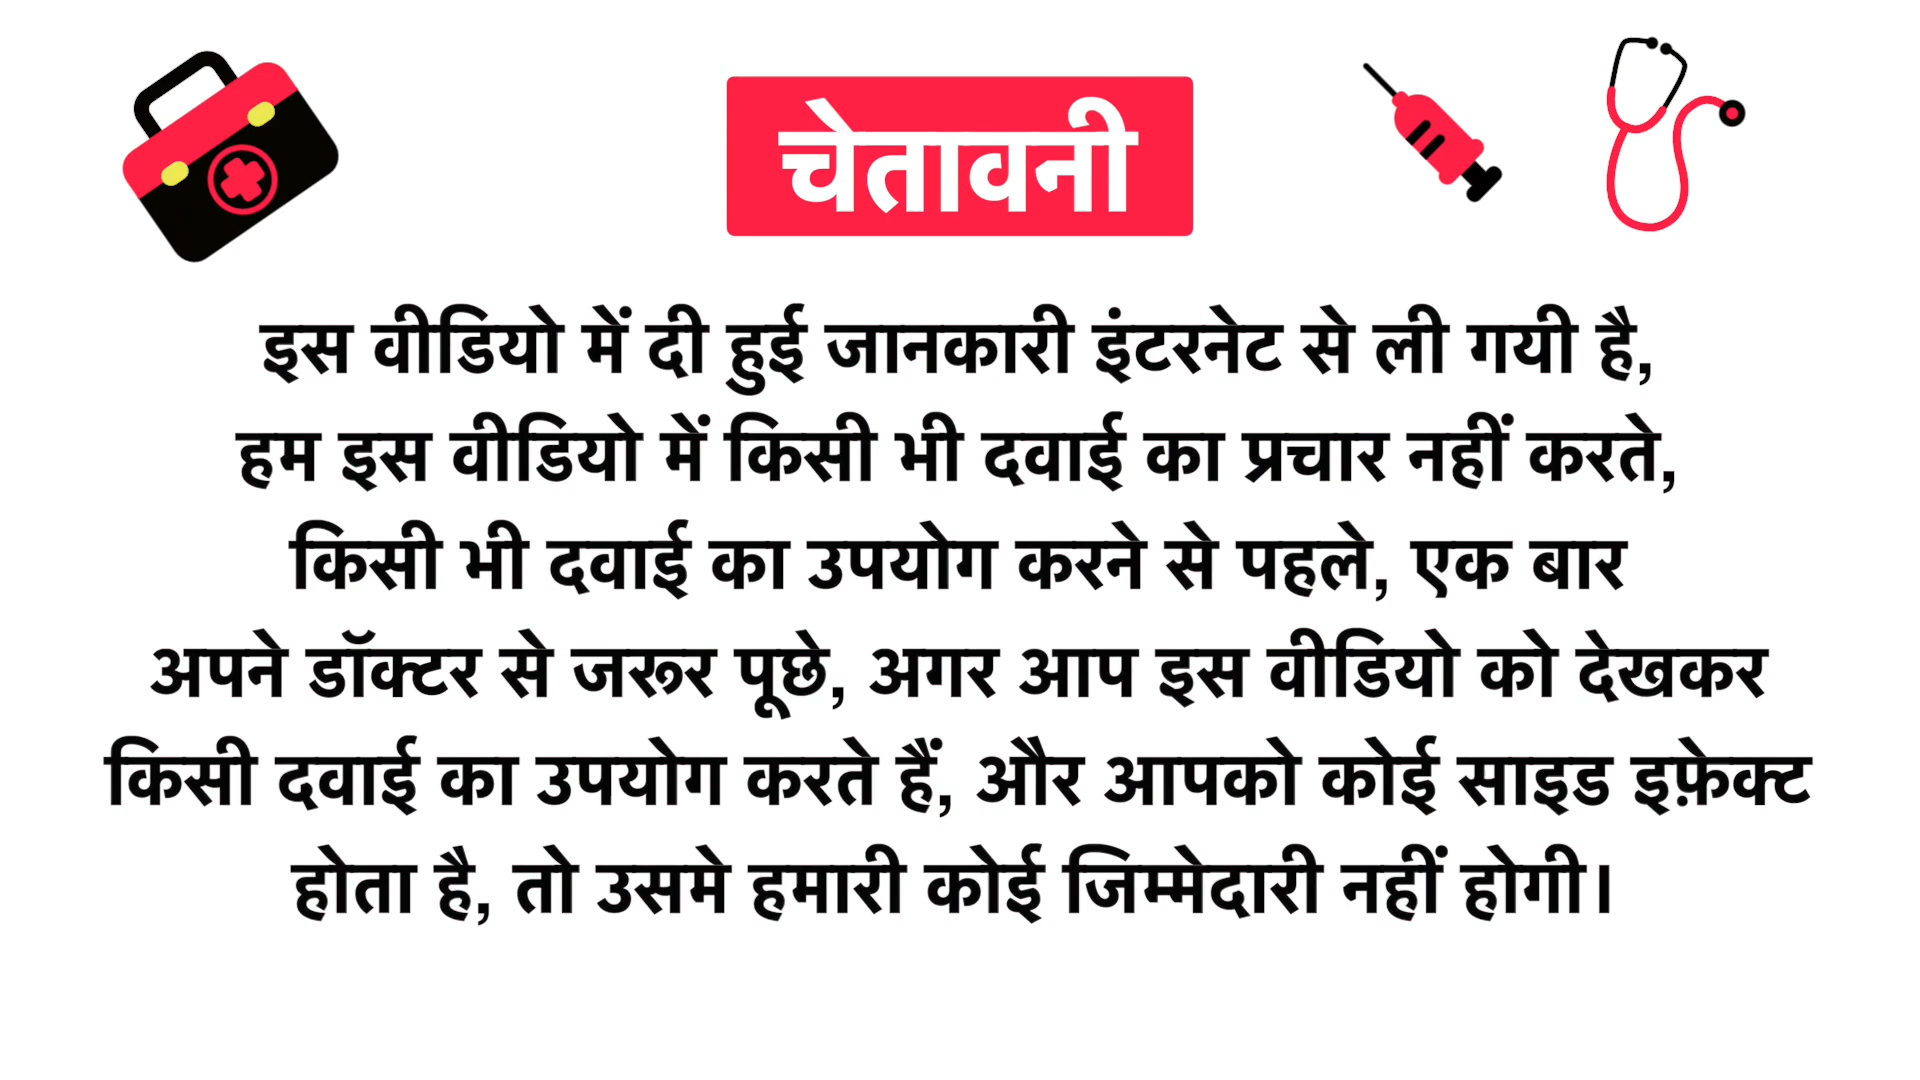 चेतावनी
इस वीडियो में दी हुई जानकारी इंटरनेट से ली गयी है,
हम इस वीडियो में किसी भी दवाई का प्रचार नहीं करते,
किसी भी दवाई का उपयोग करने से पहले, एक बार
अपने डॉक्टर से जरूर पूछे, अगर आप इस वीडियो को देखकर
किसी दवाई का उपयोग करते हैं, और आपको कोई साइड इफ़ेक्ट
होता है, तो उसमे हमारी कोई जिम्मेदारी नहीं होगी।